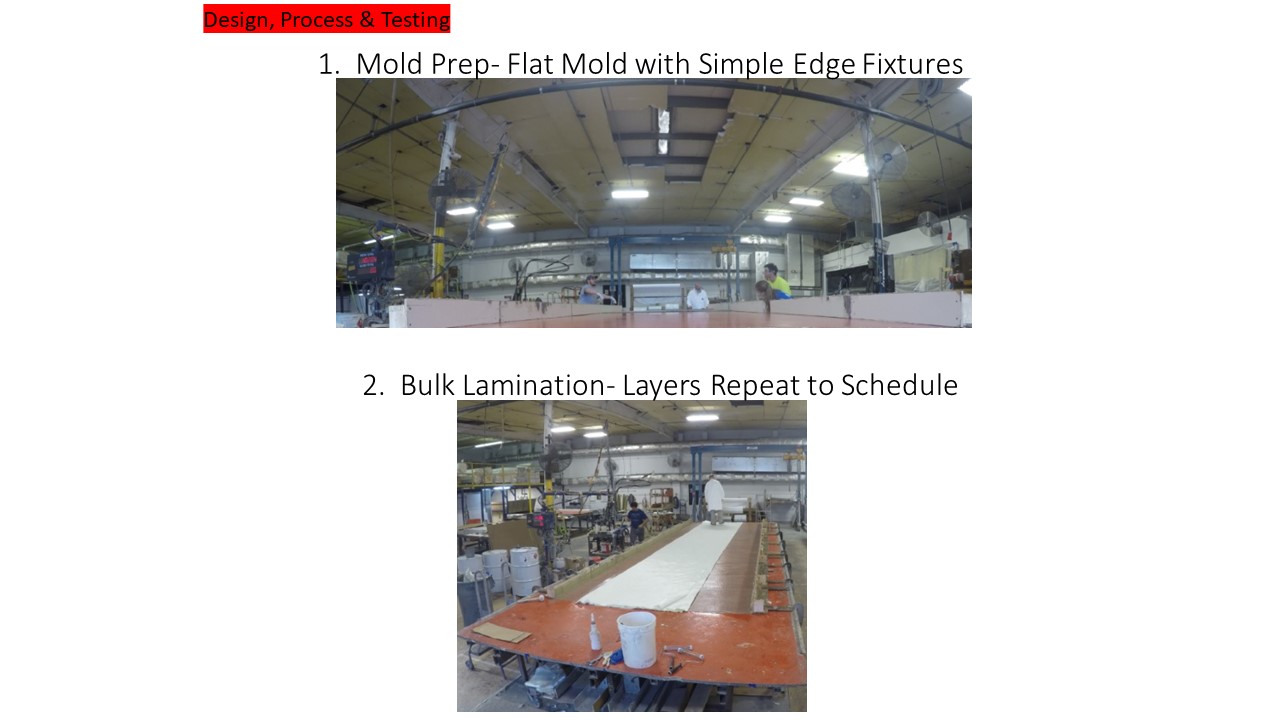 Design, Process & Testing
1. Mold Prep- Flat Mold with Simple Edge Fixtures
2. Bulk Lamination- Layers Repeat to Schedule